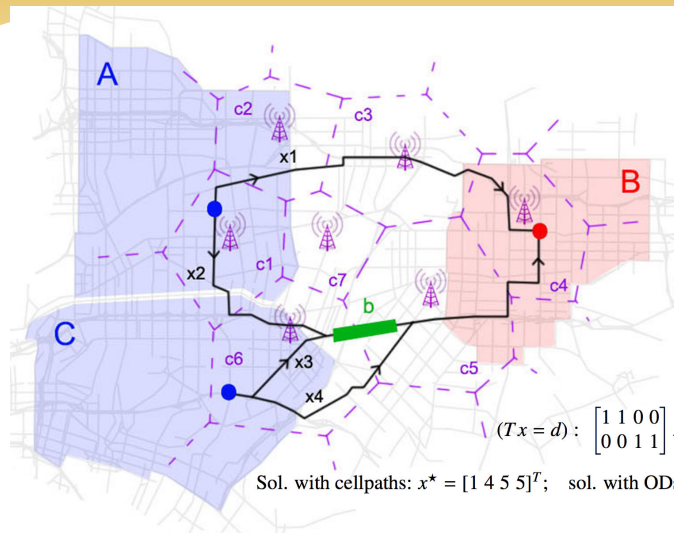 A
c2
c3
x1
B
c1
x2
c7
c4
b
C
c6
x3
c5
x4
(Tx = d) : [1 1 0 0
0 0 1 1] .
Sol. with cellpaths: x* = [1 4 5 5]ᵀ; sol. with OD